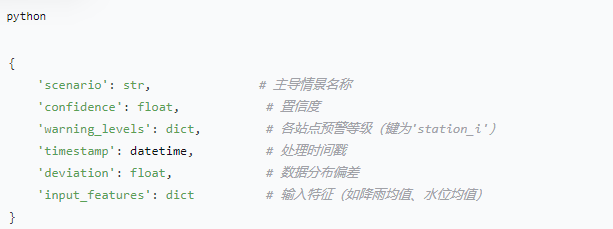 python
{
'scenario': str, # 主导情景名称
'confidence': float, # 置信度
'warning_levels': dict, # 各站点预警等级（键为'station_i'）
'timestamp': datetime, # 处理时间戳
'deviation': float, # 数据分布偏差
'input_features': dict # 输入特征（如降雨均值、水位均值）
}